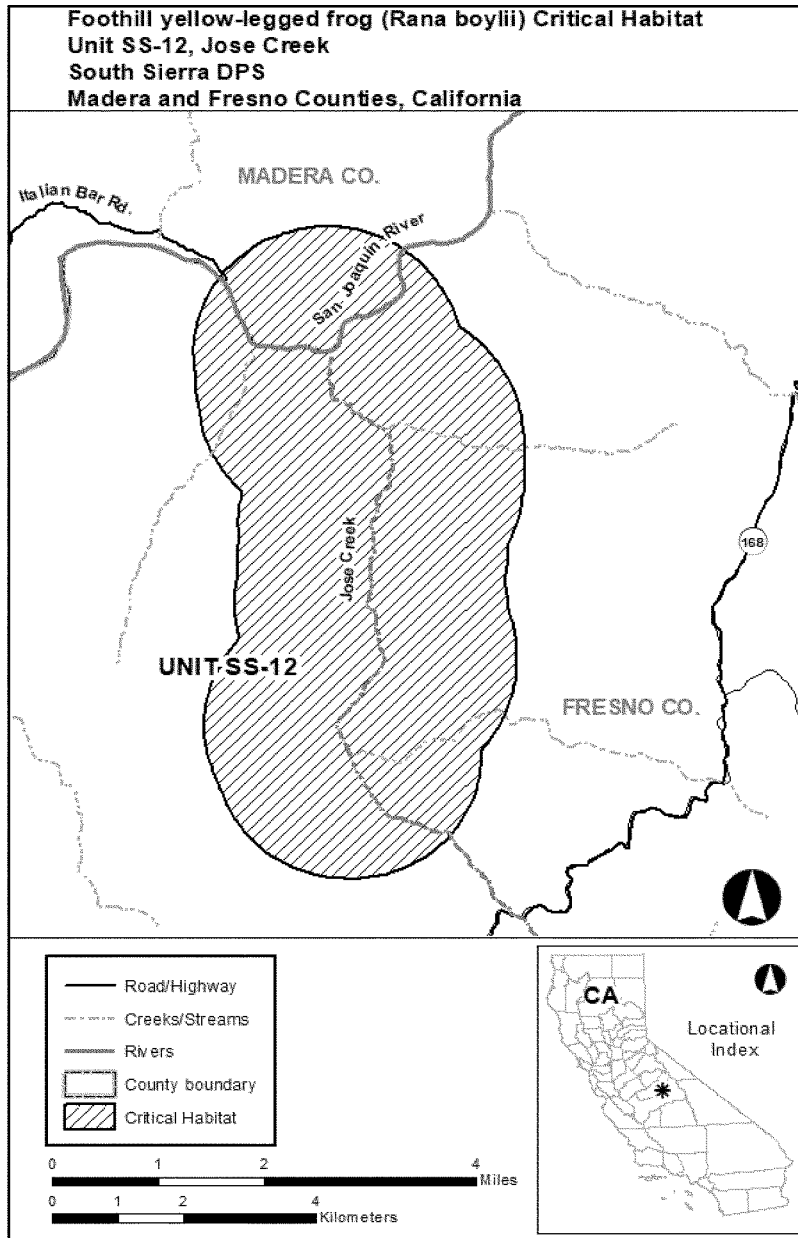 Foothill yellow-legged frog (Rana boylii) Critical Habitat
Unit SS-12, Jose Creek
South Sierra DPS
Madera and Fresno Counties, California
MADERA CO.
Italian Bar Rd.
San Joaquin River
Jose Creek
168
UNIT SS-12
FRESNO CO.
Road/Highway
Creeks/Streams
Rivers
County boundary
Critical Habitat
0 1 2 4
Miles
0 1 2 4
Kilometers
CA
Locational
Index